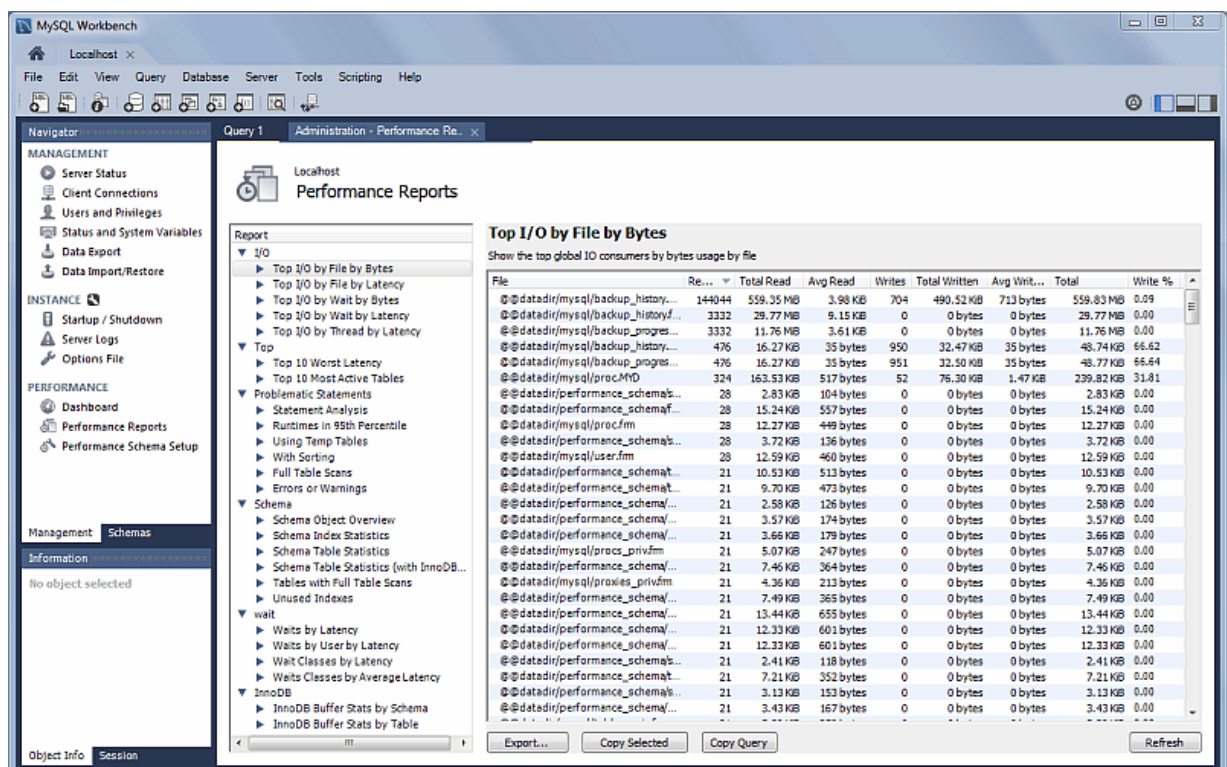 MySQL Workbench
Localhost
File Edit View Query Database Server Tools Scripting Help
Navigator
MANAGEMENT
Server Status
Client Connections
Users and Privileges
Status and System Variables
Data Export
Data Import/Restore
INSTANCE
Startup / Shutdown
Server Logs
Options File
PERFORMANCE
Dashboard
Performance Reports
Performance Schema Setup
Management Schemas
Information
No object selected
Object Info Session
Query 1 Administration - Performance Re..
Localhost
Performance Reports
Report
I/O
Top I/O by File by Bytes
Top I/O by File by Latency
Top I/O by Wait by Bytes
Top I/O by Wait by Latency
Top I/O by Thread by Latency
Top
Top 10 Worst Latency
Top 10 Most Active Tables
Problematic Statements
Statement Analysis
Runtimes in 95th Percentile
Using Temp Tables
With Sorting
Full Table Scans
Errors or Warnings
Schema
Schema Object Overview
Schema Index Statistics
Schema Table Statistics
Schema Table Statistics (with InnoDB...
Tables with Full Table Scans
Unused Indexes
wait
Waits by Latency
Waits by User by Latency
Wait Classes by Latency
Waits Classes by Average Latency
InnoDB
InnoDB Buffer Stats by Schema
InnoDB Buffer Stats by Table
Top I/O by File by Bytes
Show the top global IO consumers by bytes usage by file
File Re... Total Read Avg Read Writes Total Written Avg Writ... Total Write %
@@datadir/mysql/backup_history.... 144044 559.35 MiB 3.98 KiB 704 490.52 KiB 713 bytes 559.83 MiB 0.09
@@datadir/mysql/backup_history.f... 3332 29.77 MiB 9.15 KiB 0 0 bytes 0 bytes 29.77 MiB 0.00
@@datadir/mysql/backup_progres... 3332 11.76 MiB 3.61 KiB 0 0 bytes 0 bytes 11.76 MiB 0.00
@@datadir/mysql/backup_history.... 476 16.27 KiB 35 bytes 950 32.47 KiB 35 bytes 48.74 KiB 66.62
@@datadir/mysql/backup_progres... 476 16.27 KiB 35 bytes 951 32.50 KiB 35 bytes 48.77 KiB 66.64
@@datadir/mysql/proc.MYD 324 163.53 KiB 517 bytes 52 76.30 KiB 1.47 KiB 239.82 KiB 31.81
@@datadir/performance_schema/s... 28 2.83 KiB 104 bytes 0 0 bytes 0 bytes 2.83 KiB 0.00
@@datadir/performance_schema/f... 28 15.24 KiB 557 bytes 0 0 bytes 0 bytes 15.24 KiB 0.00
@@datadir/mysql/proc.frm 28 12.27 KiB 449 bytes 0 0 bytes 0 bytes 12.27 KiB 0.00
@@datadir/performance_schema/s... 28 3.72 KiB 136 bytes 0 0 bytes 0 bytes 3.72 KiB 0.00
@@datadir/mysql/user.frm 28 12.59 KiB 460 bytes 0 0 bytes 0 bytes 12.59 KiB 0.00
@@datadir/performance_schema/t... 21 10.53 KiB 513 bytes 0 0 bytes 0 bytes 10.53 KiB 0.00
@@datadir/performance_schema/t... 21 9.70 KiB 473 bytes 0 0 bytes 0 bytes 9.70 KiB 0.00
@@datadir/performance_schema/... 21 2.58 KiB 126 bytes 0 0 bytes 0 bytes 2.58 KiB 0.00
@@datadir/performance_schema/... 21 3.57 KiB 174 bytes 0 0 bytes 0 bytes 3.57 KiB 0.00
@@datadir/performance_schema/... 21 3.66 KiB 179 bytes 0 0 bytes 0 bytes 3.66 KiB 0.00
@@datadir/mysql/procs_priv.frm 21 5.07 KiB 247 bytes 0 0 bytes 0 bytes 5.07 KiB 0.00
@@datadir/performance_schema/... 21 7.46 KiB 364 bytes 0 0 bytes 0 bytes 7.46 KiB 0.00
@@datadir/mysql/proxies_priv.frm 21 4.36 KiB 213 bytes 0 0 bytes 0 bytes 4.36 KiB 0.00
@@datadir/performance_schema/... 21 7.49 KiB 365 bytes 0 0 bytes 0 bytes 7.49 KiB 0.00
@@datadir/performance_schema/... 21 13.44 KiB 655 bytes 0 0 bytes 0 bytes 13.44 KiB 0.00
@@datadir/performance_schema/... 21 12.33 KiB 601 bytes 0 0 bytes 0 bytes 12.33 KiB 0.00
@@datadir/performance_schema/... 21 12.33 KiB 601 bytes 0 0 bytes 0 bytes 12.33 KiB 0.00
@@datadir/performance_schema/s... 21 2.41 KiB 118 bytes 0 0 bytes 0 bytes 2.41 KiB 0.00
@@datadir/performance_schema/t... 21 7.21 KiB 352 bytes 0 0 bytes 0 bytes 7.21 KiB 0.00
@@datadir/performance_schema/s... 21 3.13 KiB 153 bytes 0 0 bytes 0 bytes 3.13 KiB 0.00
@@datadir/performance_schema/... 21 3.43 KiB 167 bytes 0 0 bytes 0 bytes 3.43 KiB 0.00
Export... Copy Selected Copy Query Refresh